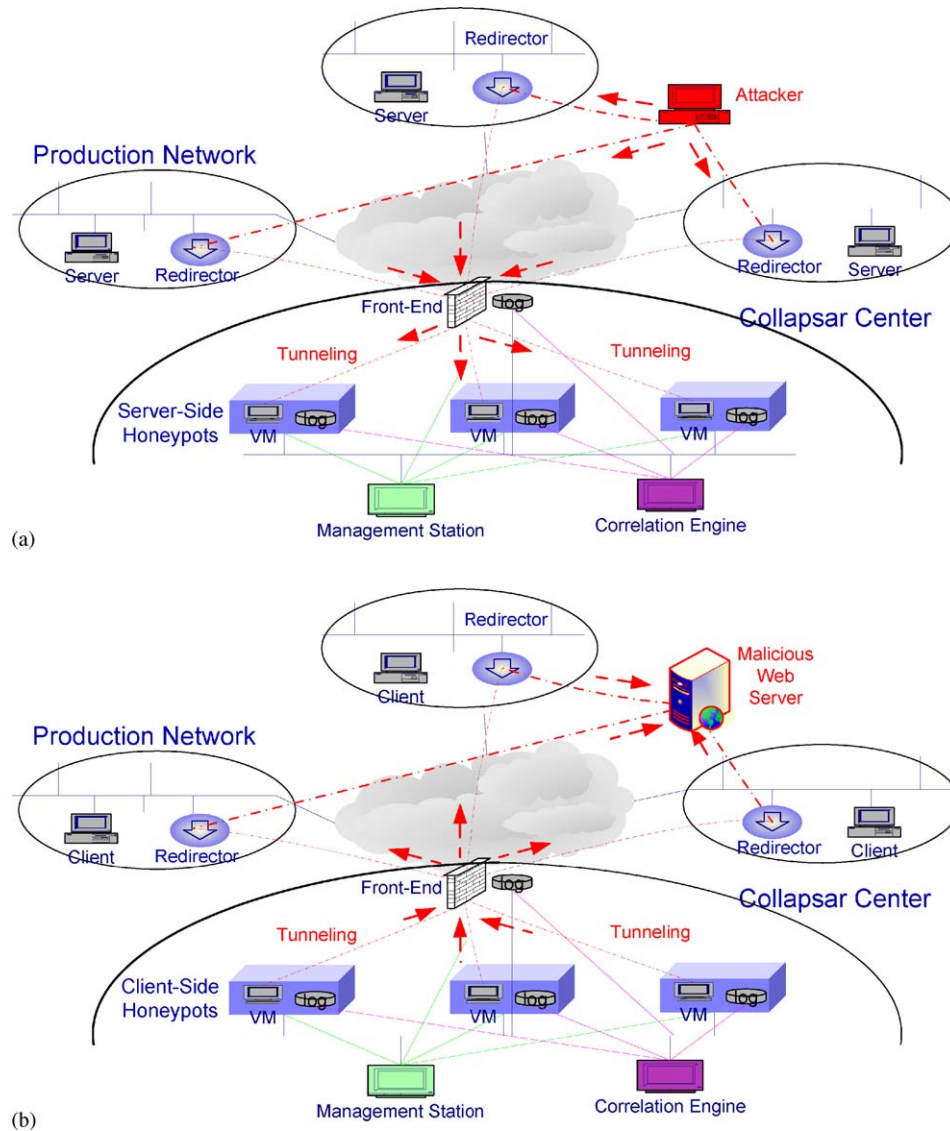 Redirector
Server
Attacker
Production Network
Server
Redirector
Redirector
Server
Front-End
log
Collapsar Center
Tunneling
Tunneling
Server-Side
Honeypots
VM
log
VM
log
VM
log
Management Station
Correlation Engine
(a)
Redirector
Client
Malicious
Web
Server
Production Network
Client
Redirector
Redirector
Client
Front-End
log
Collapsar Center
Tunneling
Tunneling
Client-Side
Honeypots
VM
log
VM
log
VM
log
Management Station
Correlation Engine
(b)